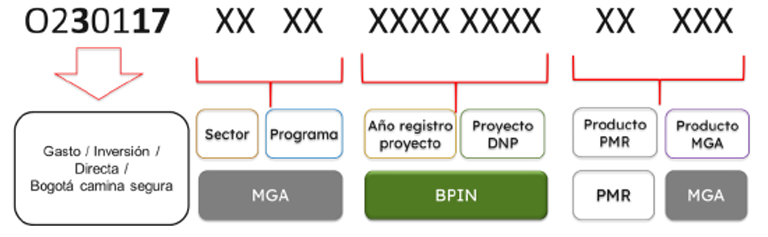 O230117 XX XX XXXX XXXX XX XXX
Gasto / Inversión /
Directa /
Bogotá camina segura
Sector
Programa
Año registro
proyecto
Proyecto
DNP
Producto
PMR
Producto
MGA
MGA
BPIN
PMR
MGA